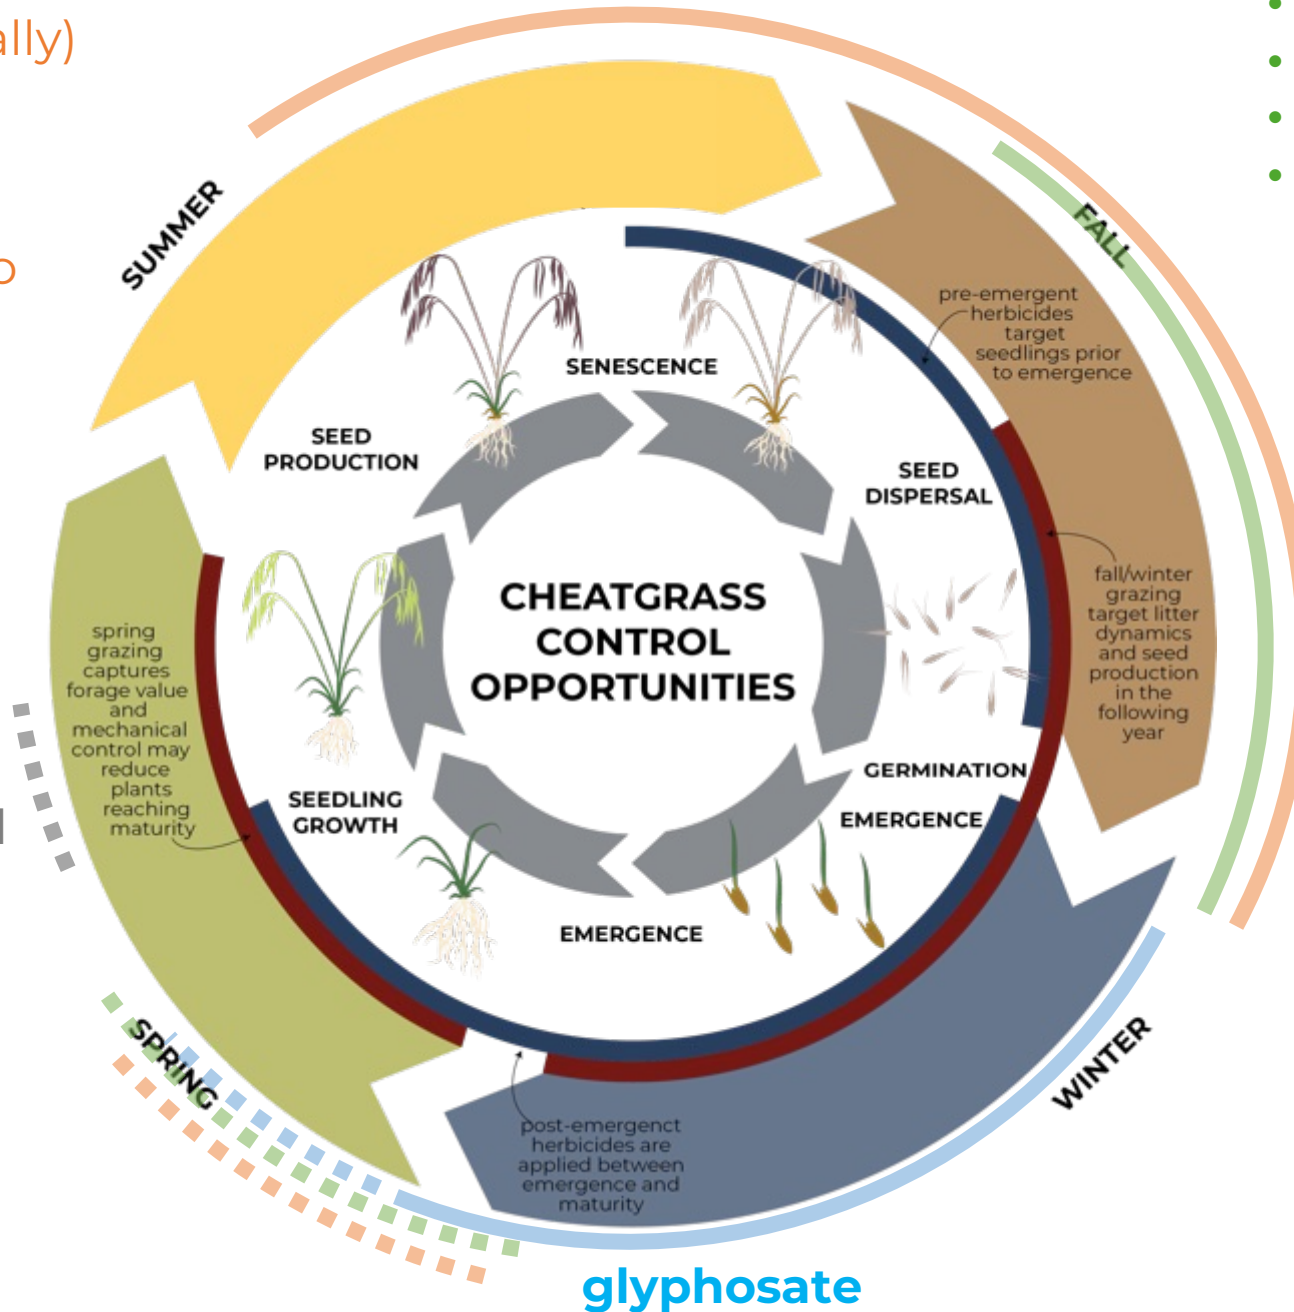 ally)
SUMMER
FALL
o
pre-emergent
herbicides
target
seedlings prior
to emergence
SENESCENCE
SEED
PRODUCTION
SEED
DISPERSAL
CHEATGRASS
CONTROL
OPPORTUNITIES
fall/winter
grazing
target litter
dynamics
and seed
production
in the
following
year
spring
grazing
captures
forage value
and
mechanical
control may
reduce
plants
reaching
maturity
GERMINATION
EMERGENCE
SEEDLING
GROWTH
EMERGENCE
SPRING
WINTER
post-emergenct
herbicides are
applied between
emergence and
maturity
glyphosate